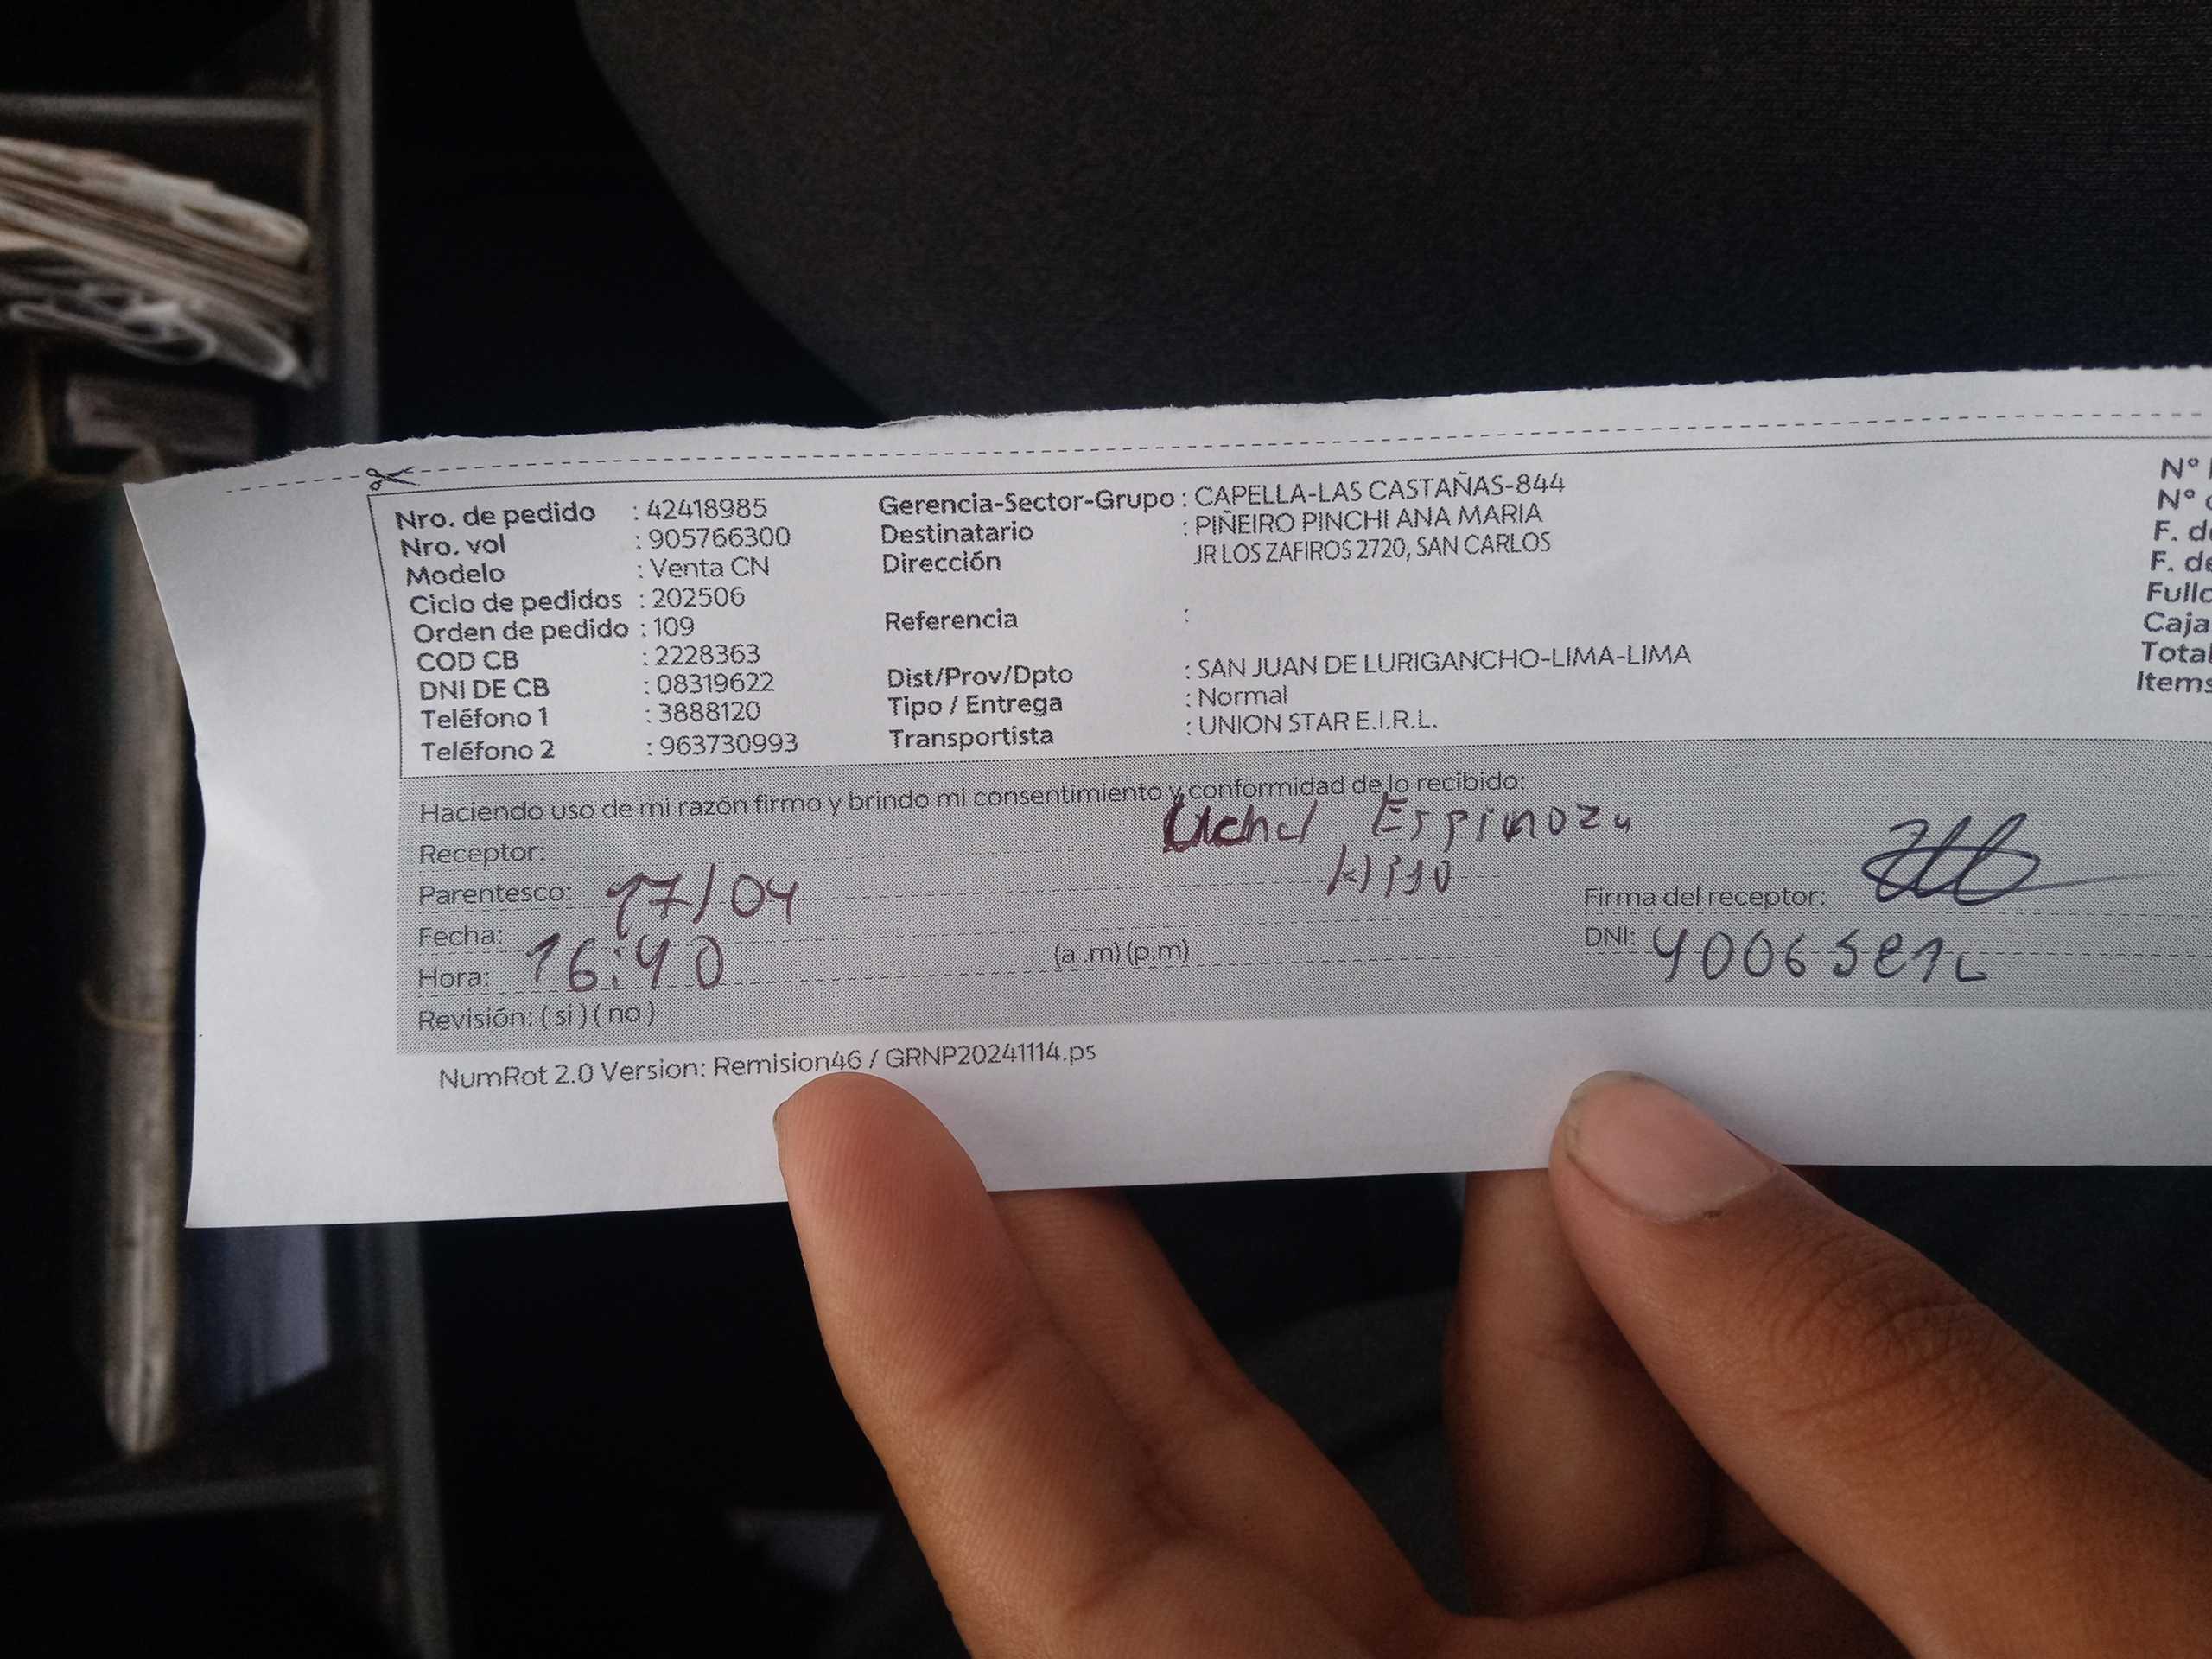 Nro. de pedido : 42418985
Nro. vol : 905766300
Modelo : Venta CN
Ciclo de pedidos : 202506
Orden de pedido : 109
COD CB : 2228363
DNI DE CB : 08319622
Teléfono 1 : 3888120
Teléfono 2 : 963730993
Gerencia-Sector-Grupo : CAPELLA-LAS CASTAÑAS-844
Destinatario : PIÑEIRO PINCHI ANA MARIA
Dirección JR LOS ZAFIROS 2720, SAN CARLOS
Referencia :
Dist/Prov/Dpto : SAN JUAN DE LURIGANCHO-LIMA-LIMA
Tipo / Entrega : Normal
Transportista : UNION STAR E.I.R.L.
N°
N°
F.
F.
Caja
Total
Items
Haciendo uso de mi razón firmo y brindo mi consentimiento y conformidad de lo recibido:
Receptor: Espinoza
Parentesco: Hijo
Fecha: 17/04
Hora: 16:40 (a .m) (p.m)
Revisión: ( si ) ( no )
Firma del receptor:
DNI:
NumRot 2.0 Version: Remision46 / GRNP20241114.ps